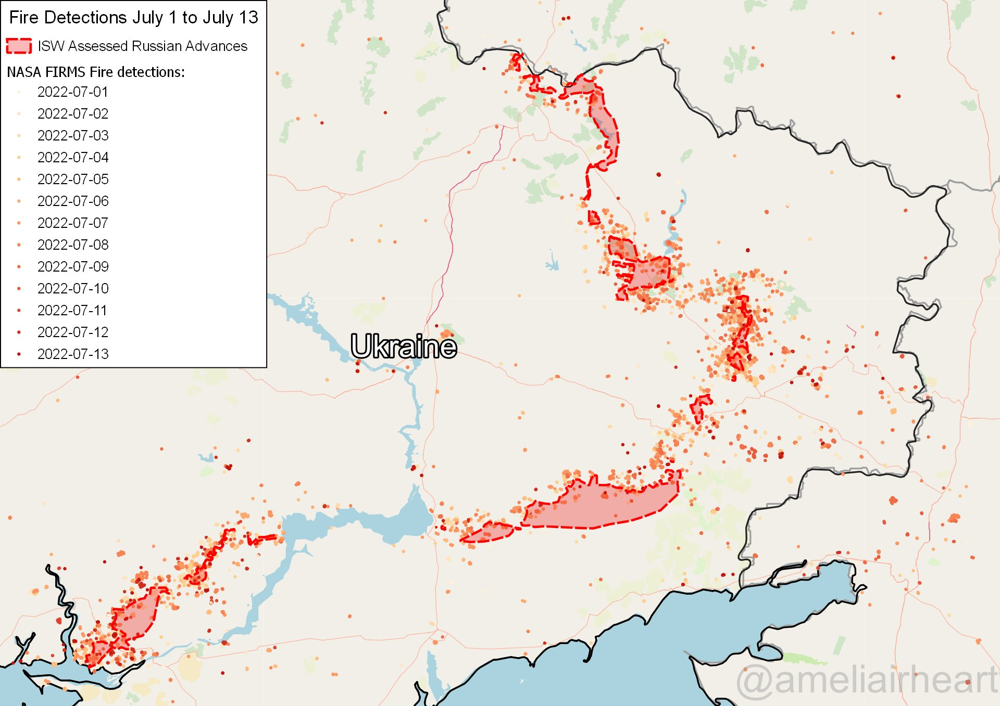 Fire Detections July 1 to July 13
ISW Assessed Russian Advances
NASA FIRMS Fire detections:
2022-07-01
2022-07-02
2022-07-03
2022-07-04
2022-07-05
2022-07-06
2022-07-07
2022-07-08
2022-07-09
2022-07-10
2022-07-11
2022-07-12
2022-07-13
Ukraine
@ameliairheart